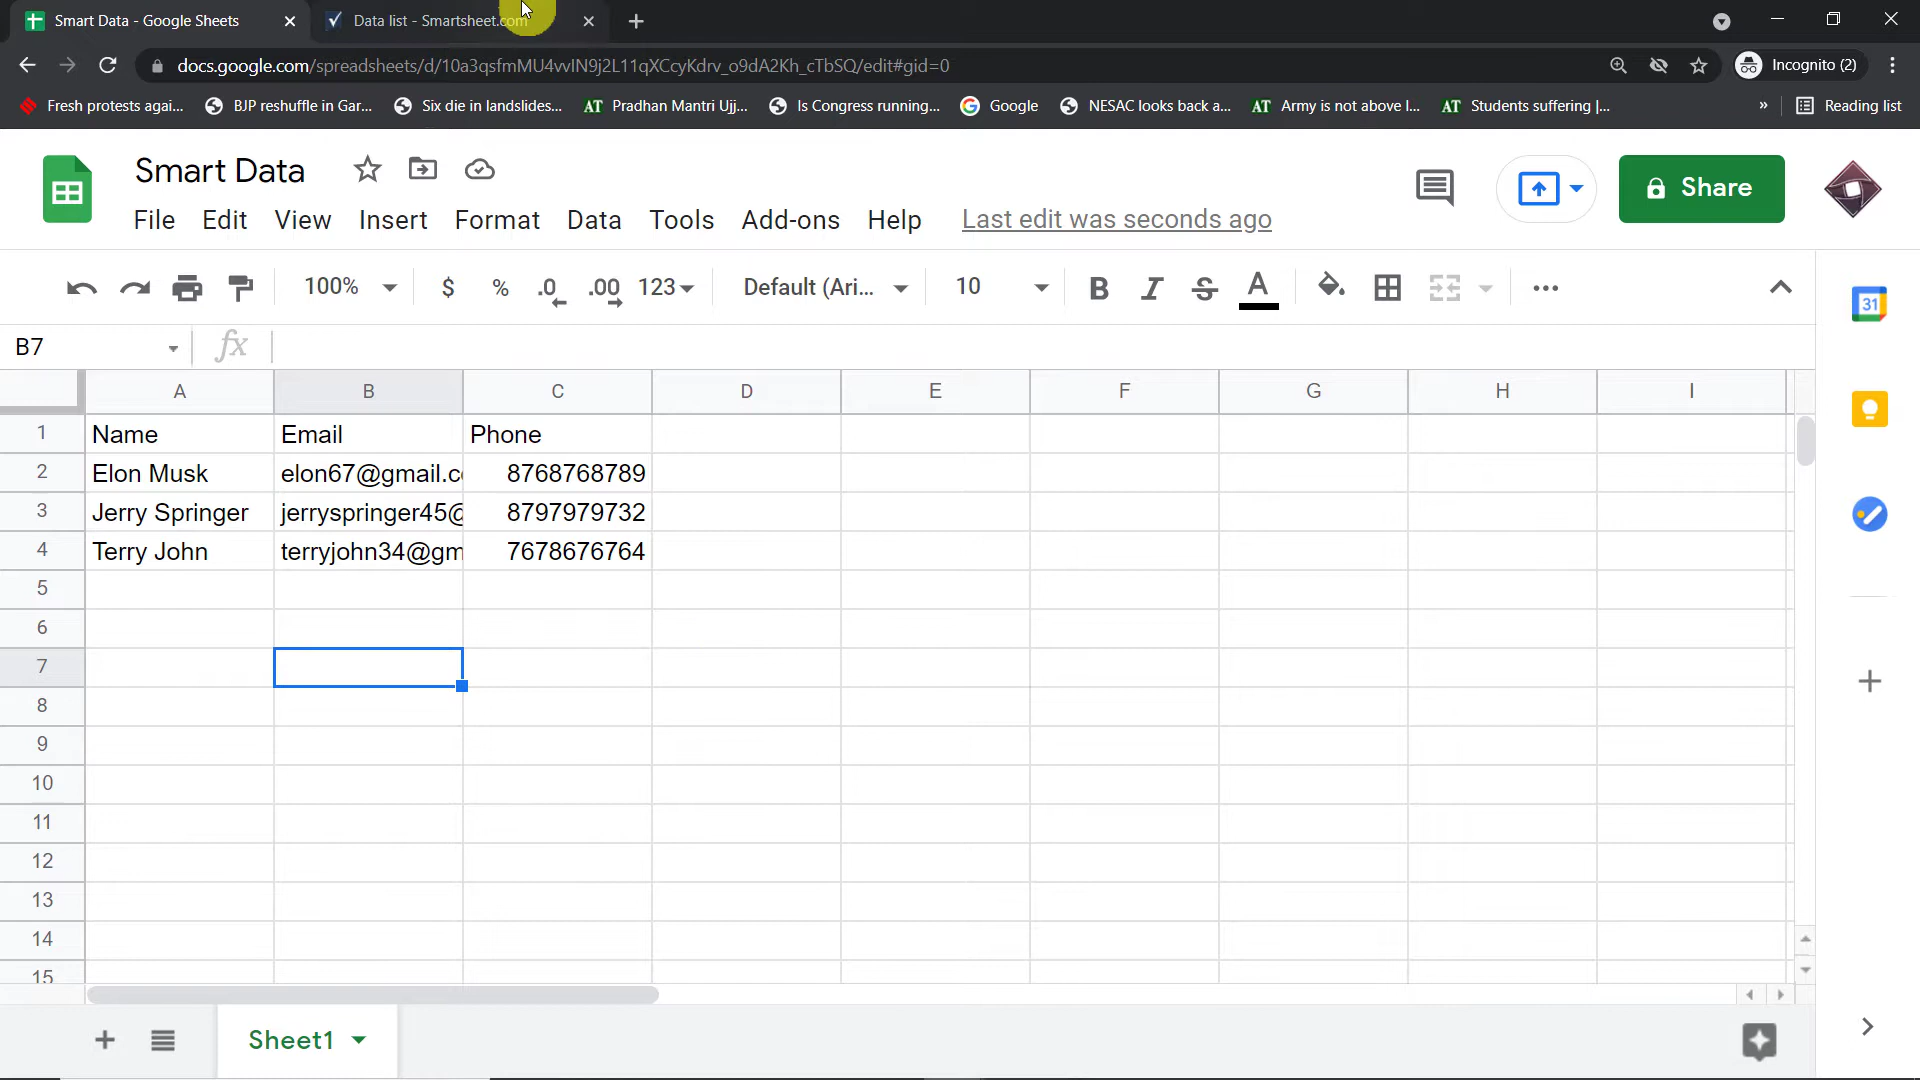 Smart Data - Google Sheets
Data list - Smartsheet.com
docs.google.com/spreadsheets/d/10a3qsfmMU4vvIN9j2L11qXCcyKdrv_o9dA2Kh_cTbSQ/edit#gid=0
Incognito (2)
Fresh protests agai...
BJP reshuffle in Gar...
Six die in landslides...
AT Pradhan Mantri Ujj...
Is Congress running...
Google
NESAC looks back a...
AT Army is not above l...
AT Students suffering |...
»
Reading list
Smart Data
File Edit View Insert Format Data Tools Add-ons Help Last edit was seconds ago
Share
100% $ % .0 .00 123 Default (Ari... 10 B I S A
31
B7 fx
A B C D E F G H I
1 Name Email Phone
2 Elon Musk elon67@gmail.c 8768768789
3 Jerry Springer jerryspringer45@ 8797979732
4 Terry John terryjohn34@gm 7678676764
5
6
7
8
9
10
11
12
13
14
15
Sheet1